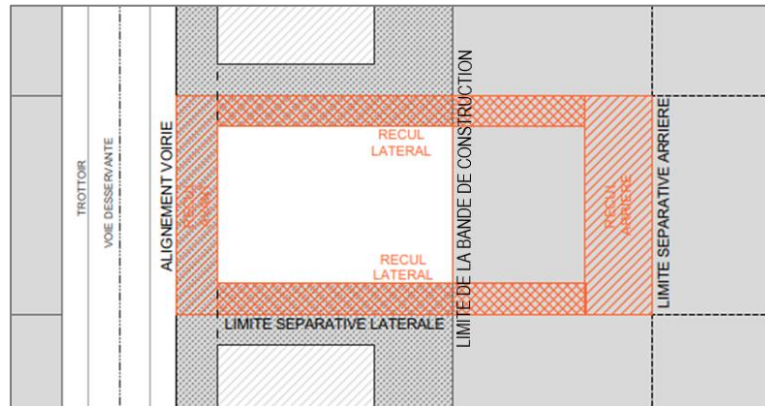 TROTTOIR
VOIE DESSERVANTE
ALIGNEMENT VOIRIE
RECUL
RECUL
LATERAL
RECUL
LATERAL
LIMITE SEPARATIVE LATERALE
LIMITE DE LA BANDE DE CONSTRUCTION
RECUL
ARRIERE
LIMITE SEPARATIVE ARRIERE